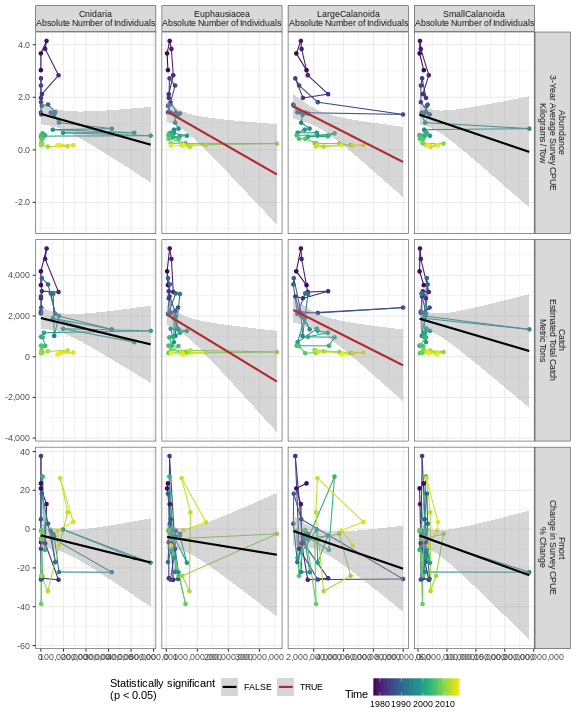 Cnidaria
Absolute Number of Individuals
Euphausiacea
Absolute Number of Individuals
LargeCalanoida
Absolute Number of Individuals
SmallCalanoida
Absolute Number of Individuals
4.0
2.0
0.0
-2.0
Abundance
3-Year Average Survey CPUE
Kilograms / Tow
4,000
2,000
0
-2,000
-4,000
Catch
Estimated Total Catch
Metric Tons
40
20
0
-20
-40
-60
Fmort
Change in Survey CPUE
% Change
Statistically significant
(p < 0.05)
FALSE
TRUE
Time
1980 1990 2000 2010